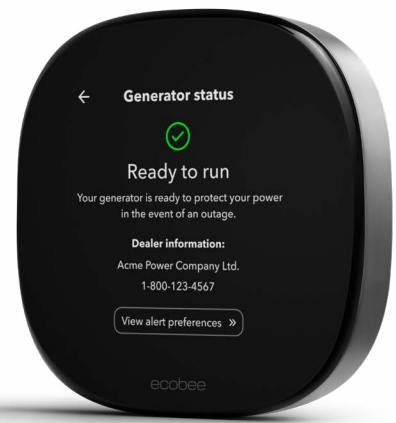 ← Generator status
Ready to run
Your generator is ready to protect your power
in the event of an outage.
Dealer information:
Acme Power Company Ltd.
1-800-123-4567
View alert preferences »
ecobee